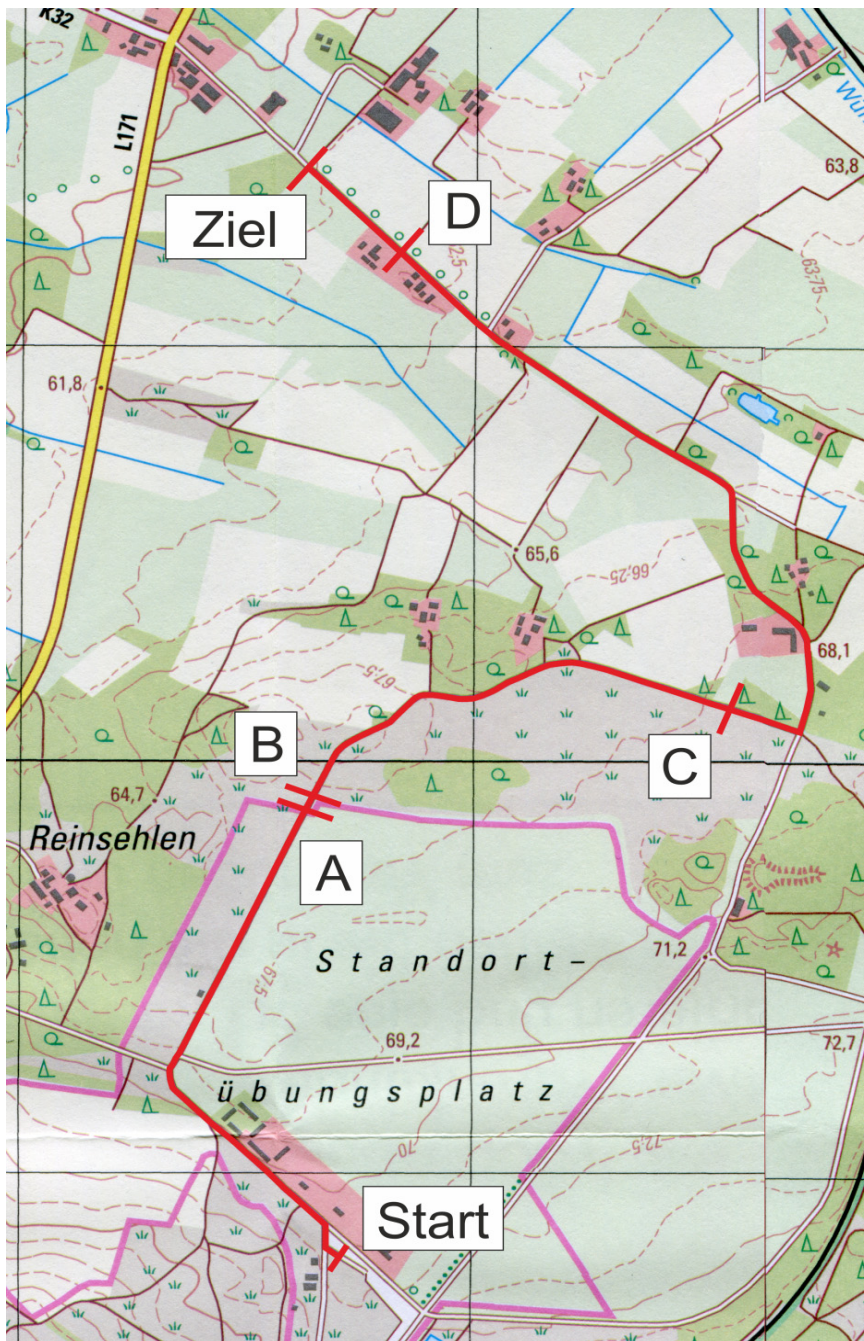 K32
L171
Wüm
63,8
D
Ziel
2,5
63,75
61,8
65,6
66,25
68,1
67,5
B
C
64,7
Reinsehlen
A
67,5
Standort-
71,2
69,2
72,7
übungsplatz
70
72,5
Start